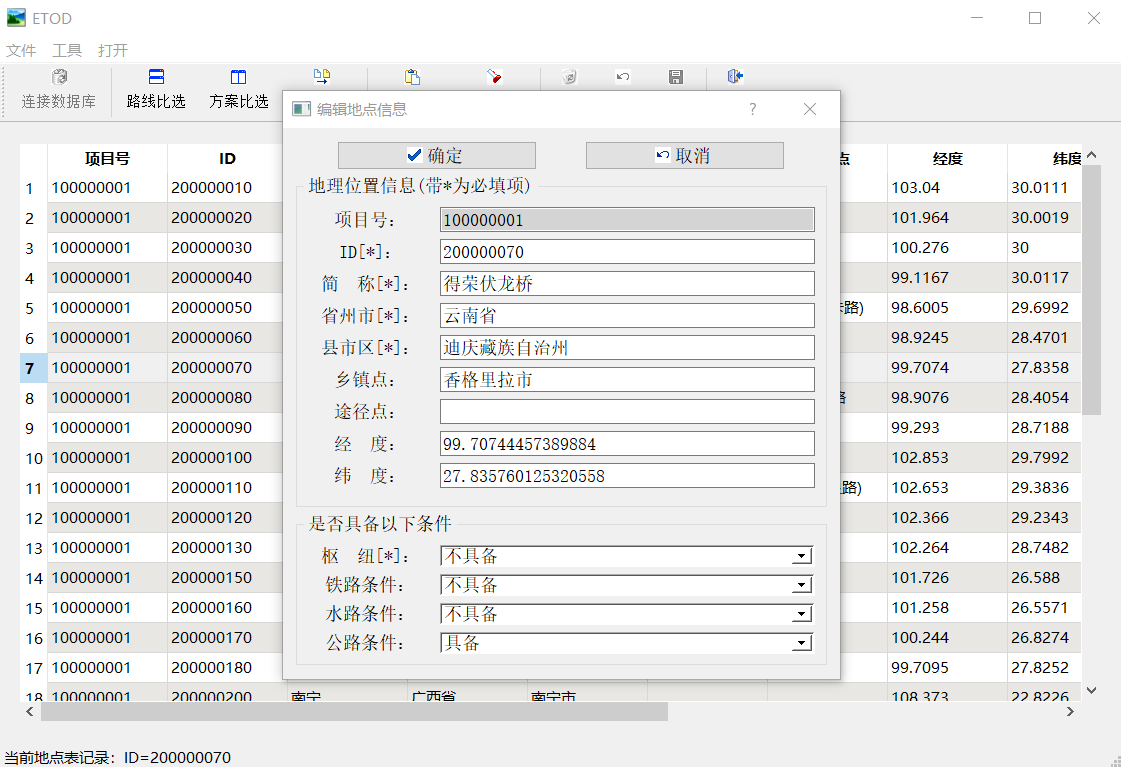 ETOD
文件 工具 打开
连接数据库 路线比选 方案比选
编辑地点信息 ?
确定 取消
地理位置信息(带*为必填项)
项目号: 100000001
ID[*]: 200000070
简 称[*]: 得荣伏龙桥
省州市[*]: 云南省
县市区[*]: 迪庆藏族自治州
乡镇点: 香格里拉市
途径点:
经 度: 99.70744457389884
纬 度: 27.835760125320558
是否具备以下条件
枢 纽[*]: 不具备
铁路条件: 不具备
水路条件: 不具备
公路条件: 具备
项目号 ID 点 经度 纬度
1 100000001 200000010 103.04 30.0111
2 100000001 200000020 101.964 30.0019
3 100000001 200000030 100.276 30
4 100000001 200000040 99.1167 30.0117
5 100000001 200000050 路) 98.6005 29.6992
6 100000001 200000060 98.9245 28.4701
7 100000001 200000070 99.7074 27.8358
8 100000001 200000080 98.9076 28.4054
9 100000001 200000090 99.293 28.7188
10 100000001 200000100 102.853 29.7992
11 100000001 200000110 路) 102.653 29.3836
12 100000001 200000120 102.366 29.2343
13 100000001 200000130 102.264 28.7482
14 100000001 200000150 101.726 26.588
15 100000001 200000160 101.258 26.5571
16 100000001 200000170 100.244 26.8274
17 100000001 200000180 99.7095 27.8252
18 100000001 200000200 南宁 广西省 南宁市 108.373 22.8226
当前地点表记录: ID=200000070